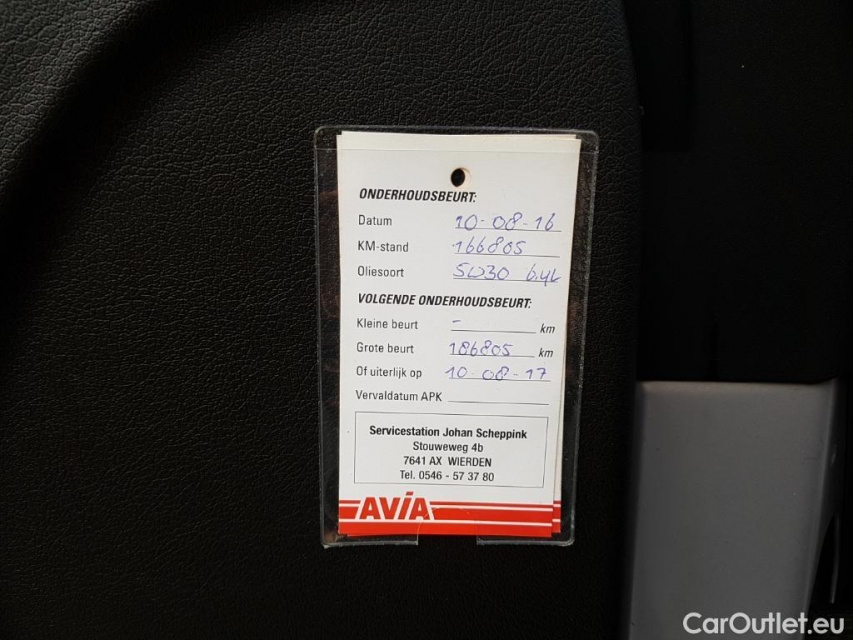 ONDERHOUDSBEURT:
Datum 10-08-16
KM-stand 166805
Oliesoort 5W30 6.4L
VOLGENDE ONDERHOUDSBEURT:
Kleine beurt - km
Grote beurt 186805 km
Of uiterlijk op 10-08-17
Vervaldatum APK
Servicestation Johan Scheppink
Stouweweg 4b
7641 AX WIERDEN
Tel. 0546 - 57 37 80
AVIA
CarOutlet.eu